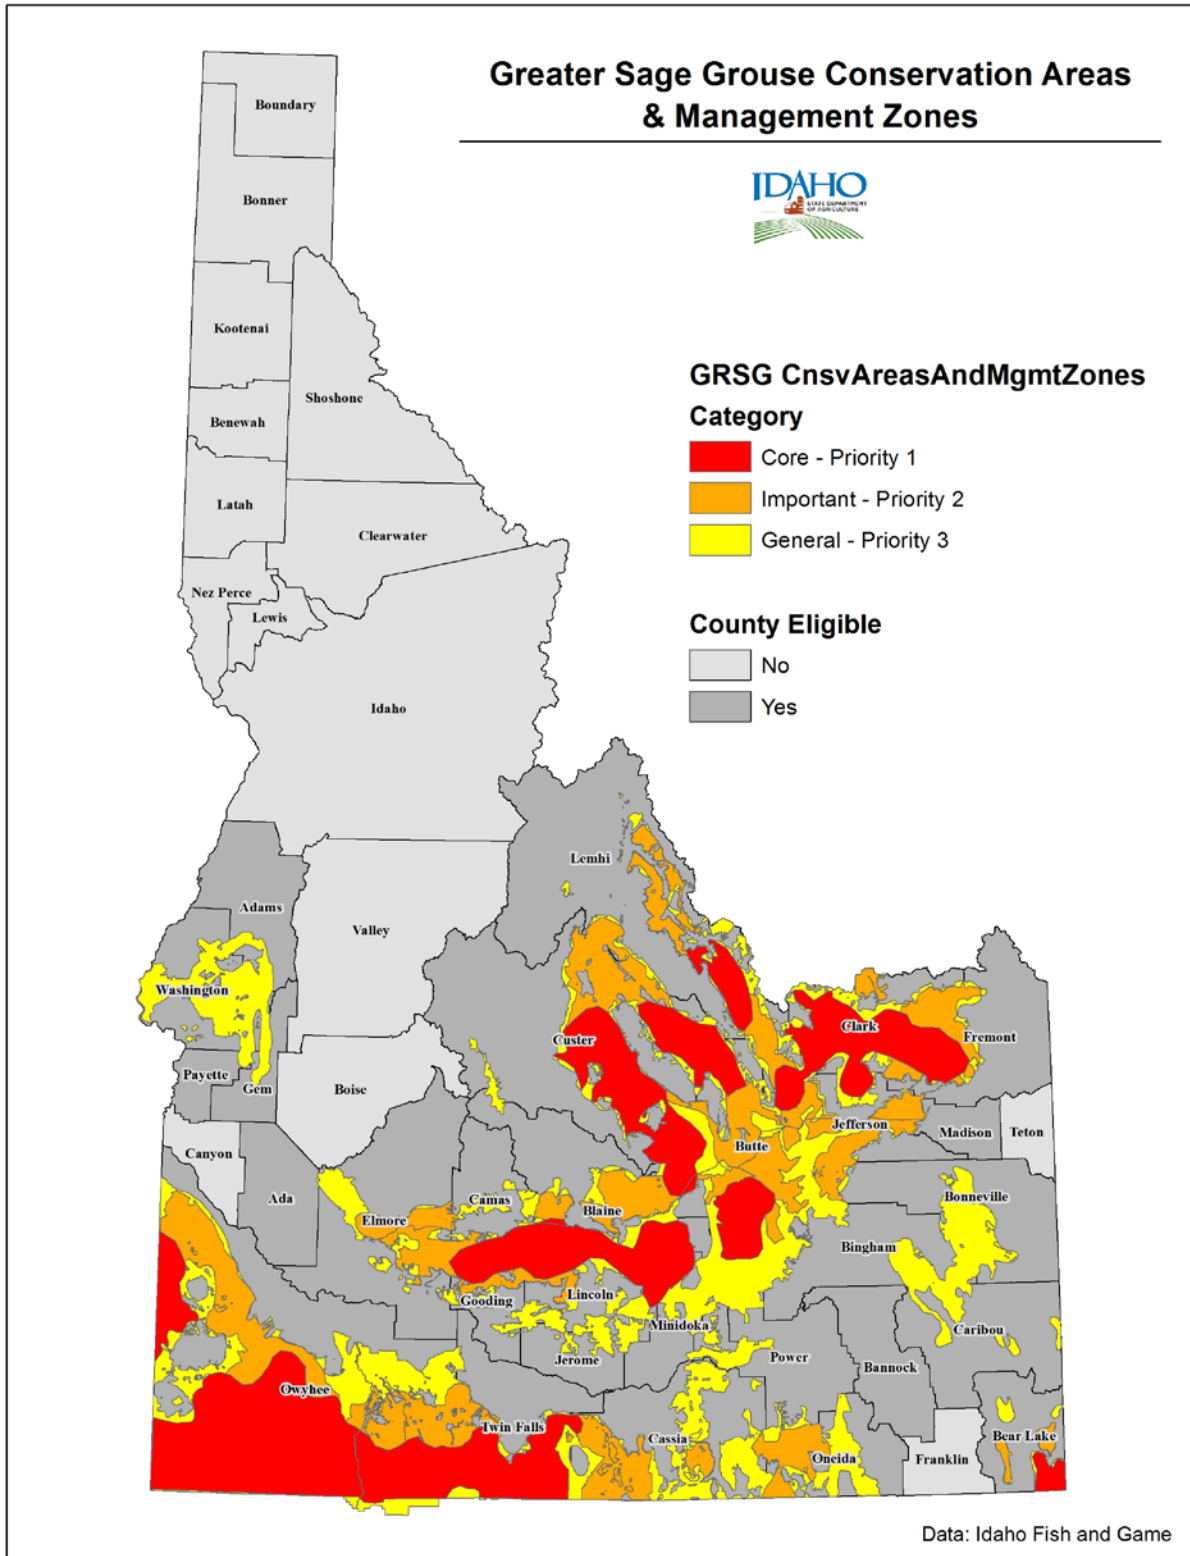 Greater Sage Grouse Conservation Areas
& Management Zones
IDAHO
STATE DEPARTMENT
OF AGRICULTURE
GRSG CnsvAreasAndMgmtZones
Category
Core - Priority 1
Important - Priority 2
General - Priority 3
County Eligible
No
Yes
Boundary
Bonner
Kootenai
Shoshone
Benewah
Latah
Clearwater
Nez Perce
Lewis
Idaho
Lemhi
Adams
Valley
Washington
Custer
Clark
Fremont
Payette
Gem
Boise
Butte
Jefferson
Madison
Teton
Canyon
Ada
Elmore
Camas
Blaine
Bonneville
Bingham
Gooding
Lincoln
Minidoka
Caribou
Jerome
Power
Bannock
Owyhee
Twin Falls
Cassia
Oneida
Franklin
Bear Lake
Data: Idaho Fish and Game